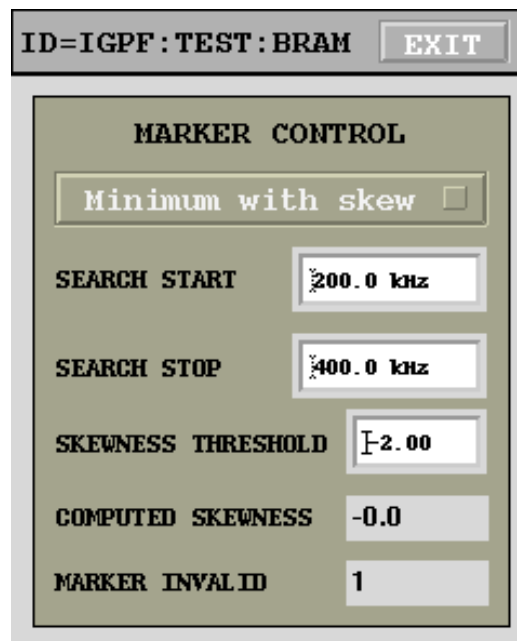 ID=IGPF:TEST:BRAM EXIT
MARKER CONTROL
Minimum with skew
SEARCH START 200.0 kHz
SEARCH STOP 400.0 kHz
SKEWNESS THRESHOLD -2.00
COMPUTED SKEWNESS -0.0
MARKER INVALID 1